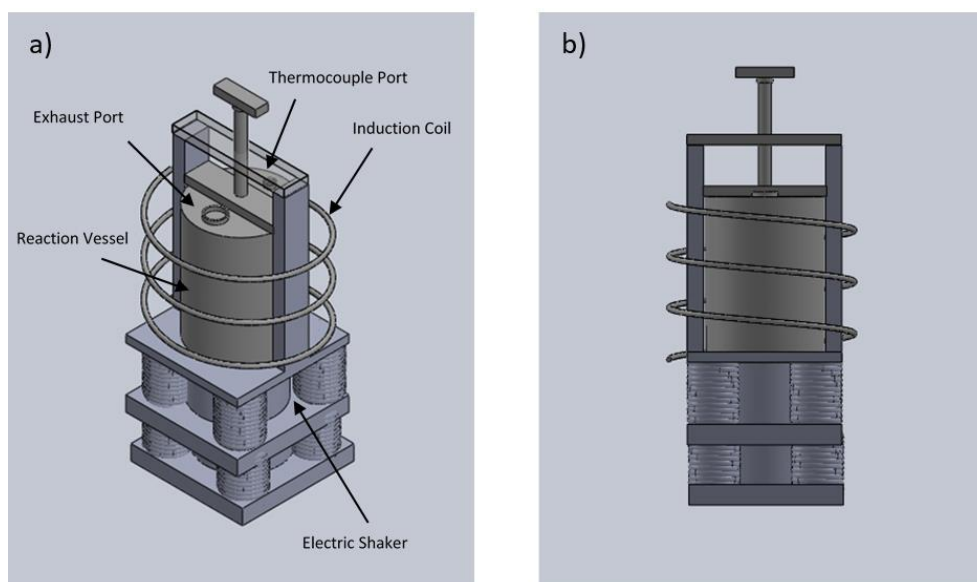 a)
b)
Thermocouple Port
Exhaust Port
Induction Coil
Reaction Vessel
Electric Shaker